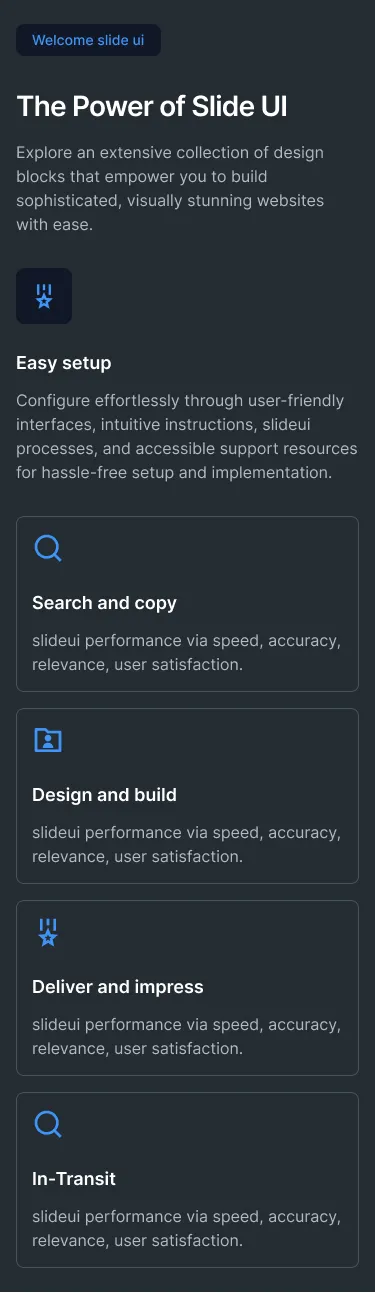 Welcome slide ui
The Power of Slide UI
Explore an extensive collection of design
blocks that empower you to build
sophisticated, visually stunning websites
with ease.
Easy setup
Configure effortlessly through user-friendly
interfaces, intuitive instructions, slideui
processes, and accessible support resources
for hassle-free setup and implementation.
Search and copy
slideui performance via speed, accuracy,
relevance, user satisfaction.
Design and build
slideui performance via speed, accuracy,
relevance, user satisfaction.
Deliver and impress
slideui performance via speed, accuracy,
relevance, user satisfaction.
In-Transit
slideui performance via speed, accuracy,
relevance, user satisfaction.